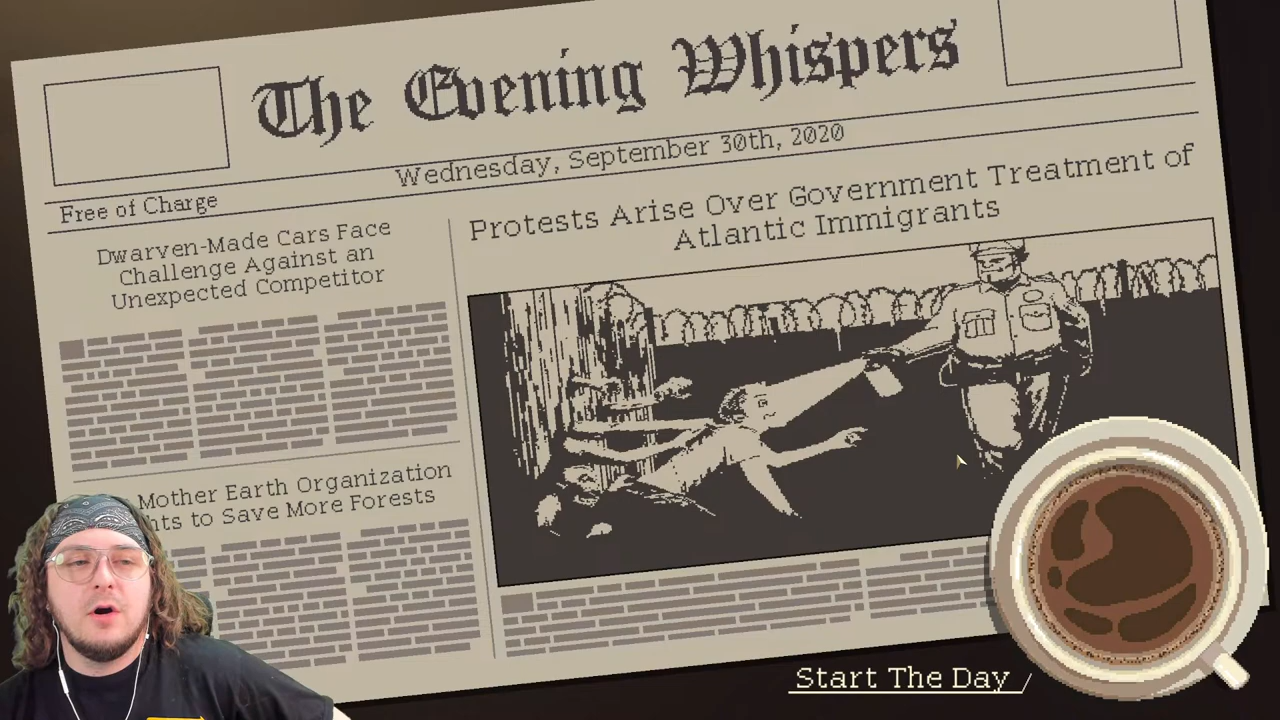 The Evening Whispers
Wednesday, September 30th, 2020
Free of Charge
Dwarven-Made Cars Face
Challenge Against an
Unexpected Competitor
Protests Arise Over Government Treatment of
Atlantic Immigrants
Mother Earth Organization
to Save More Forests
Start The Day